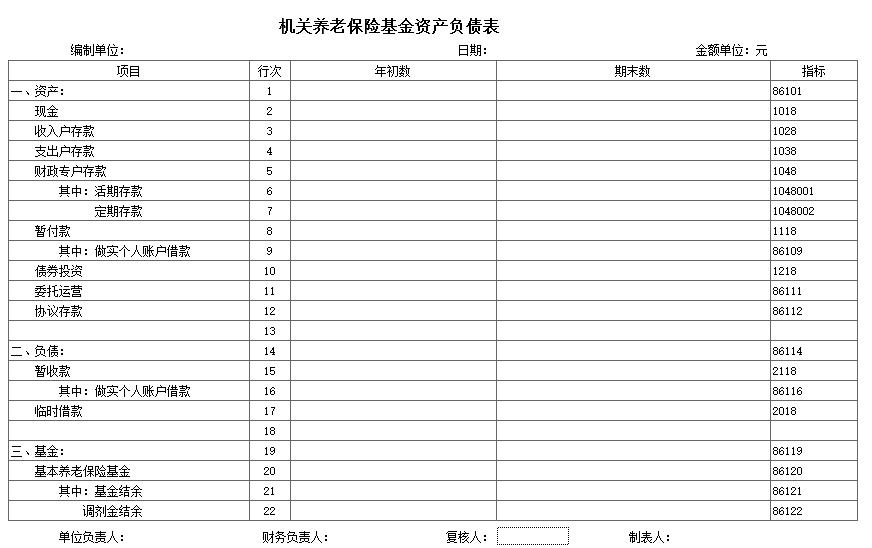 机关养老保险基金资产负债表
编制单位： 日期： 金额单位：元
项目 行次 年初数 期末数 指标
一、资产： 1 86101
现金 2 1018
收入户存款 3 1028
支出户存款 4 1038
财政专户存款 5 1048
其中：活期存款 6 1048001
定期存款 7 1048002
暂付款 8 1118
其中：做实个人账户借款 9 86109
债券投资 10 1218
委托运营 11 86111
协议存款 12 86112
13
二、负债： 14 86114
暂收款 15 2118
其中：做实个人账户借款 16 86116
临时借款 17 2018
18
三、基金： 19 86119
基本养老保险基金 20 86120
其中：基金结余 21 86121
调剂金结余 22 86122
单位负责人： 财务负责人： 复核人： 制表人：